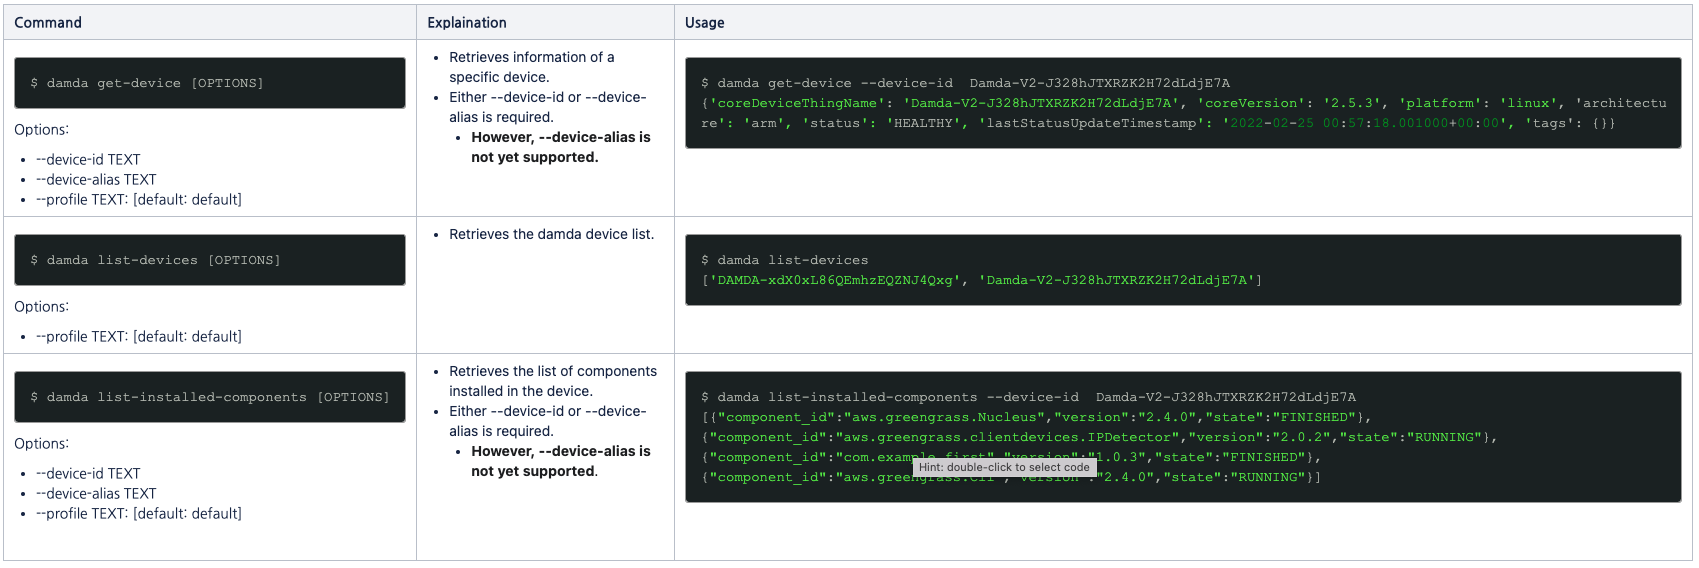 Command
Explaination
Usage
$ damda get-device [OPTIONS]
Options:
--device-id TEXT
--device-alias TEXT
--profile TEXT: [default: default]
Retrieves information of a
specific device.
Either --device-id or --device-
alias is required.
However, --device-alias is
not yet supported.
$ damda get-device --device-id  Damda-V2-J328hJTXRZK2H72dLdjE7A
{'coreDeviceThingName': 'Damda-V2-J328hJTXRZK2H72dLdjE7A', 'coreVersion': '2.5.3', 'platform': 'linux', 'architectu
re': 'arm', 'status': 'HEALTHY', 'lastStatusUpdateTimestamp': '2022-02-25 00:57:18.001000+00:00', 'tags': {}}
$ damda list-devices [OPTIONS]
Options:
--profile TEXT: [default: default]
Retrieves the damda device list.
$ damda list-devices
['DAMDA-xdX0xL86QEmhzEQZNJ4Qxg', 'Damda-V2-J328hJTXRZK2H72dLdjE7A']
$ damda list-installed-components [OPTIONS]
Options:
--device-id TEXT
--device-alias TEXT
--profile TEXT: [default: default]
Retrieves the list of components
installed in the device.
Either --device-id or --device-
alias is required.
However, --device-alias is
not yet supported.
$ damda list-installed-components --device-id  Damda-V2-J328hJTXRZK2H72dLdjE7A
[{"component_id":"aws.greengrass.Nucleus","version":"2.4.0","state":"FINISHED"},
{"component_id":"aws.greengrass.clientdevices.IPDetector","version":"2.0.2","state":"RUNNING"},
{"component_id":"com.example.first","version":"1.0.3","state":"FINISHED"},
Hint: double-click to select code
{"component_id":"aws.greengrass.Cli","version":"2.4.0","state":"RUNNING"}]